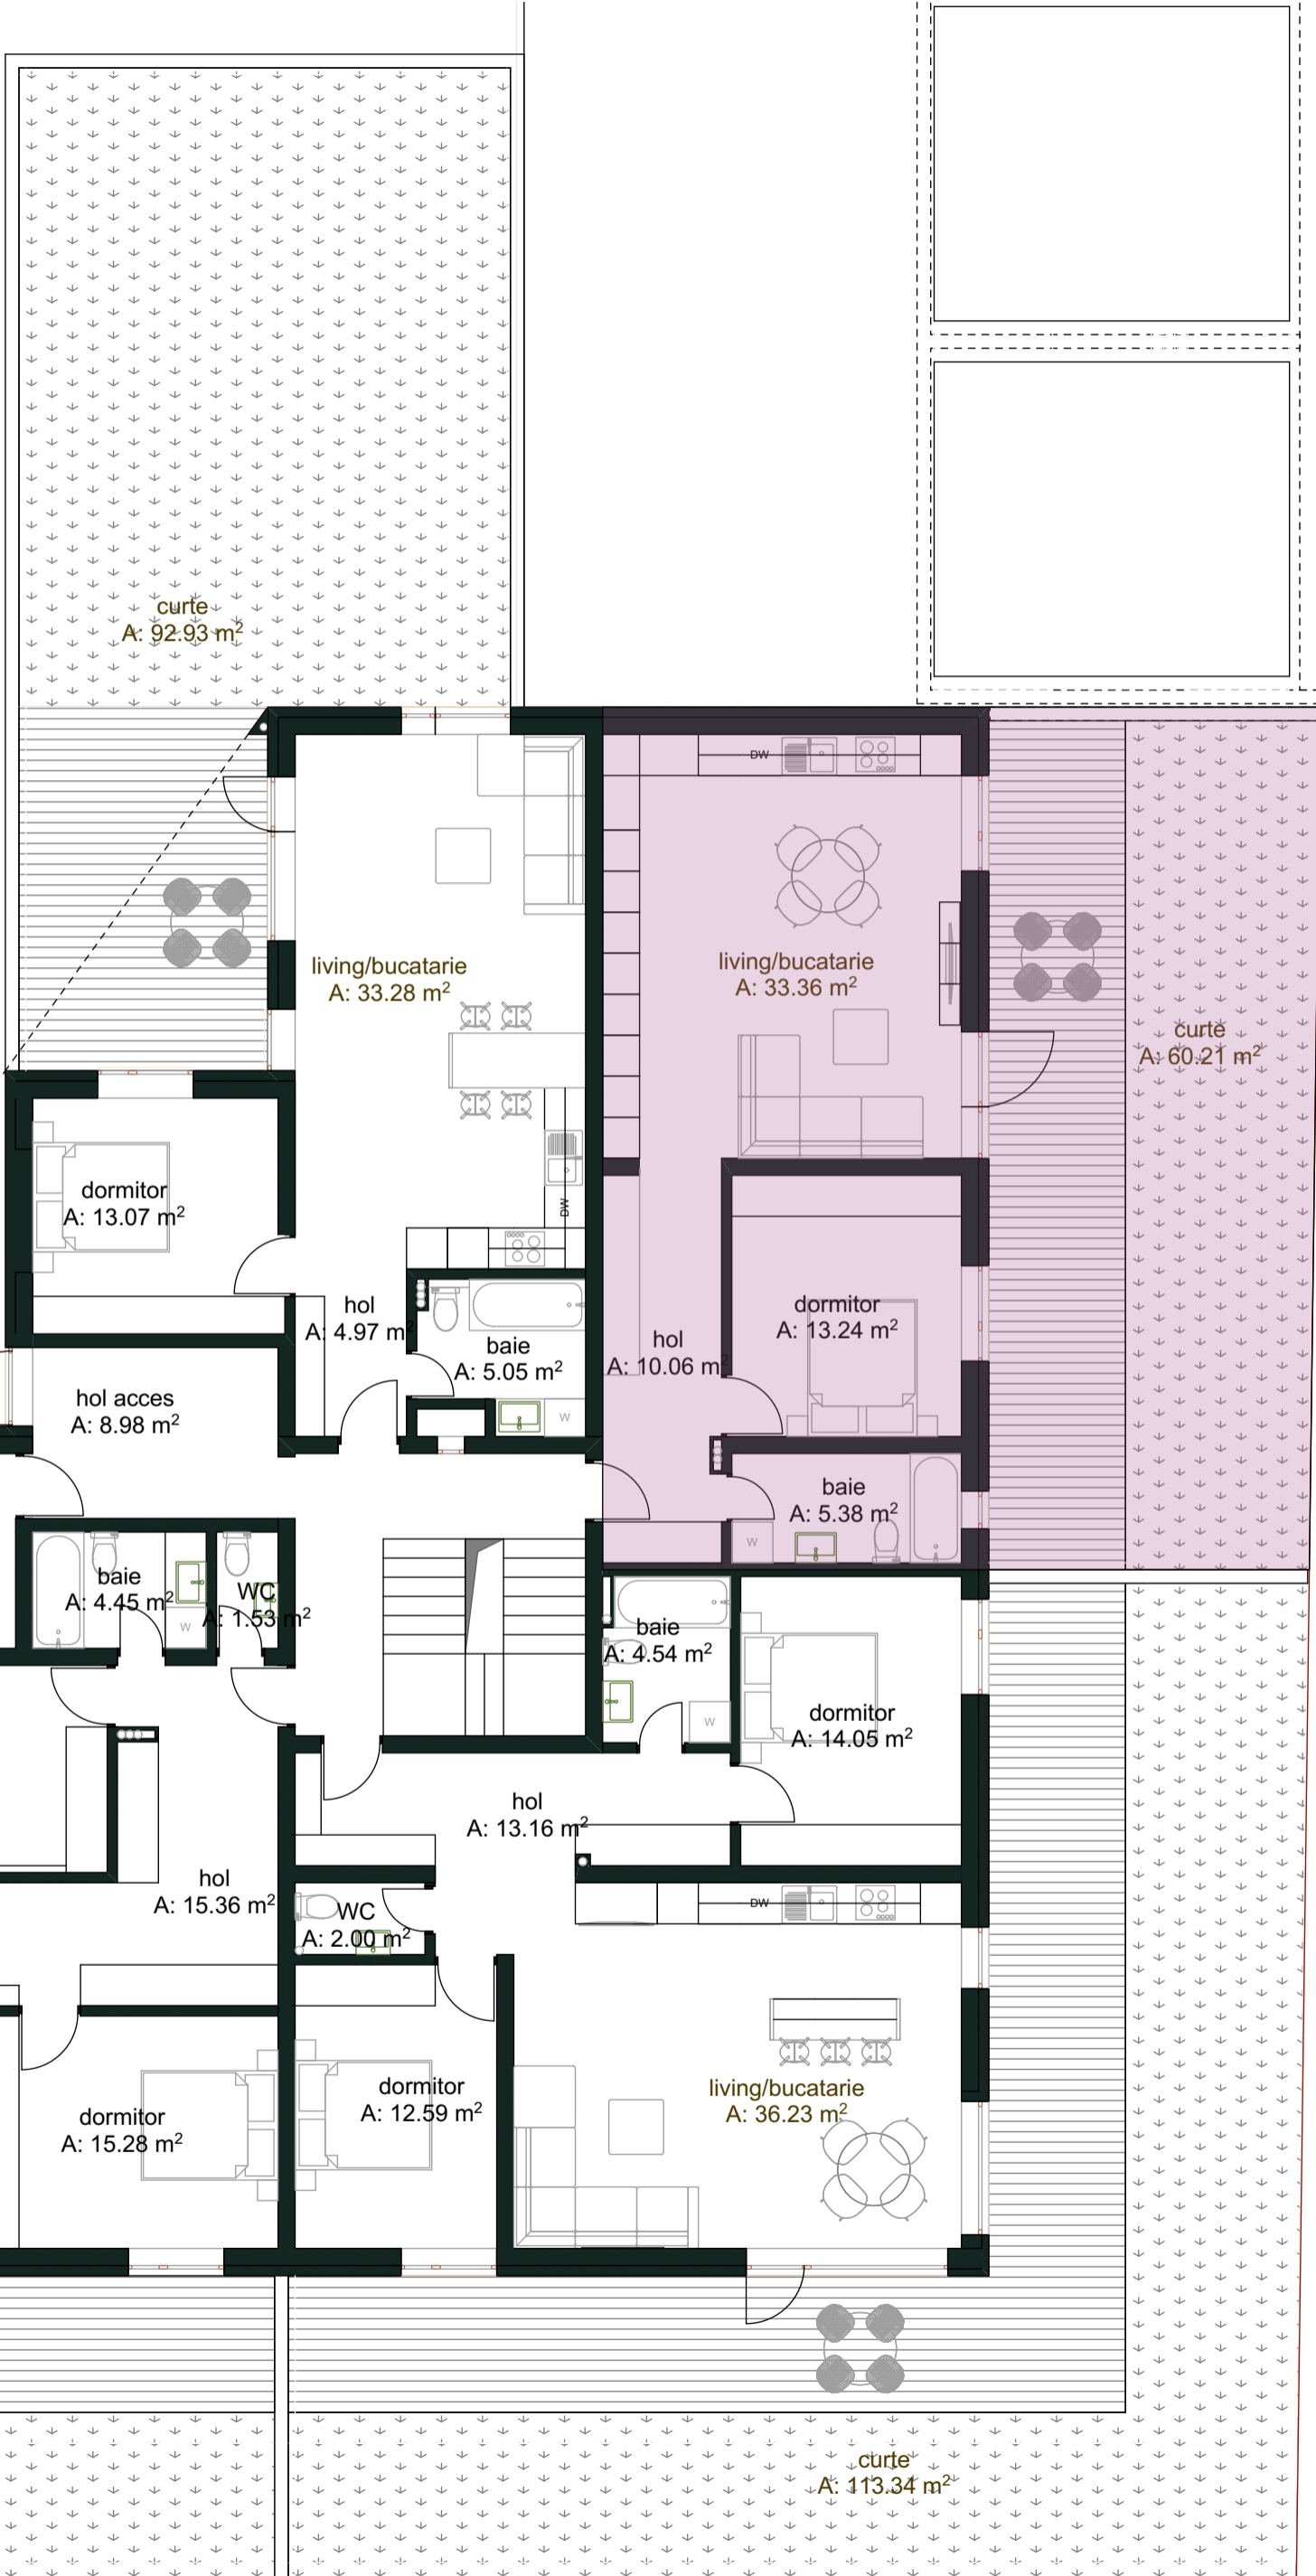 curte
A: 92.93 m²
DW
living/bucatarie
A: 33.28 m²
living/bucatarie
A: 33.36 m²
curte
A: 60.21 m²
dormitor
A: 13.07 m²
DW
hol
A: 4.97 m²
dormitor
A: 13.24 m²
baie
A: 5.05 m²
hol
A: 10.06 m²
hol acces
A: 8.98 m²
W
baie
A: 5.38 m²
W
baie
A: 4.45 m²
WC
A: 1.53 m²
W
baie
A: 4.54 m²
W
dormitor
A: 14.05 m²
hol
A: 13.16 m²
hol
A: 15.36 m²
WC
A: 2.00 m²
DW
dormitor
A: 12.59 m²
living/bucatarie
A: 36.23 m²
dormitor
A: 15.28 m²
curte
A: 113.34 m²